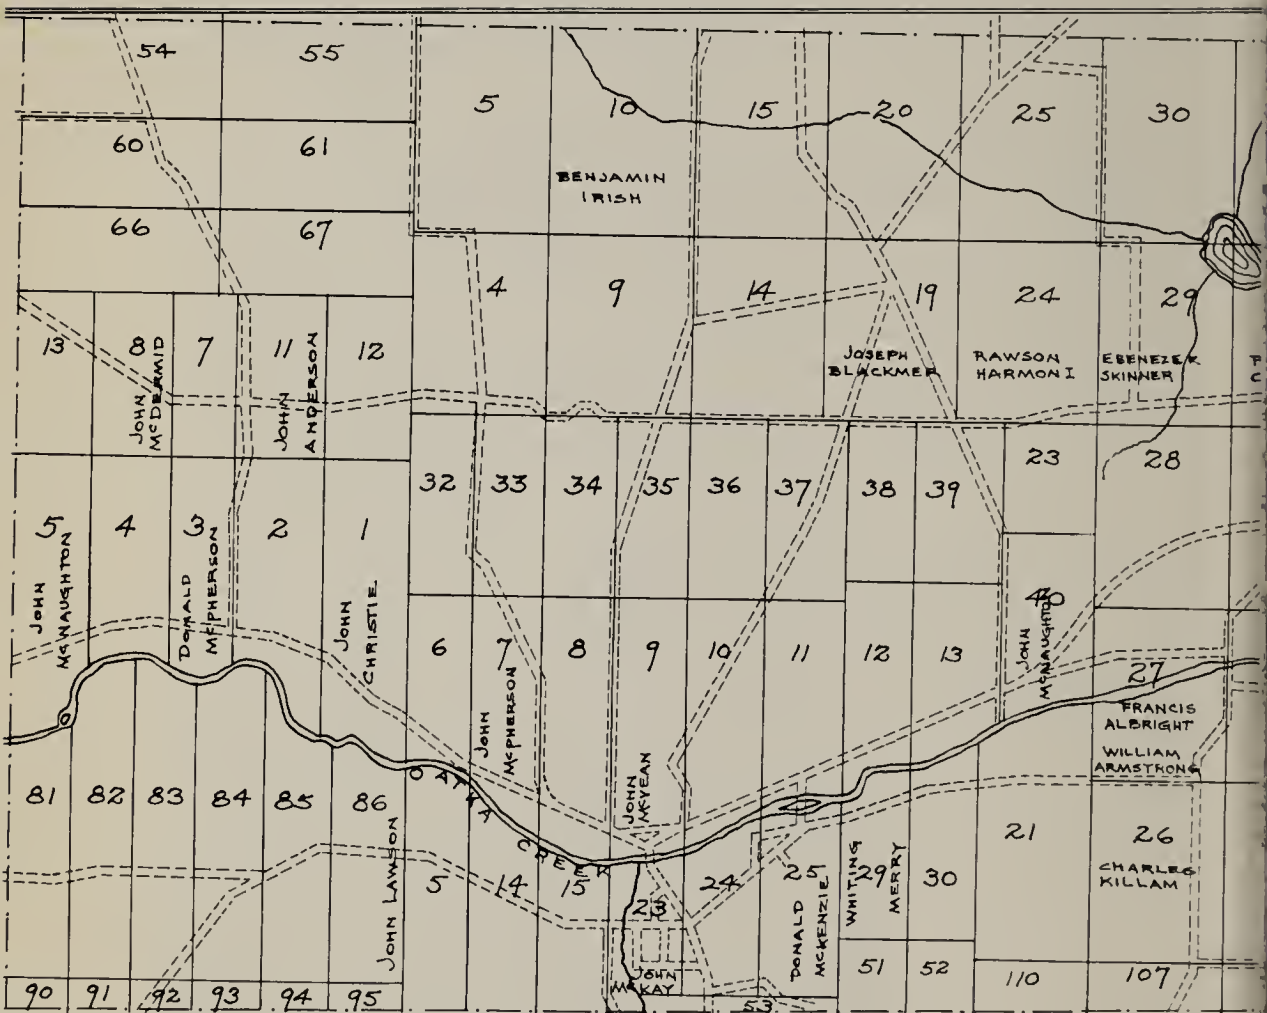 54 55
5 10 15 20 25 30
60 61
BENJAMIN
IRISH
66 67
4 9 14 19 24 29
13 8 7 11 12
JOHN
McDERMID
JOHN
ANDERSON
JOSEPH
BLACKMER
RAWSON
HARMON I
EBENEZER
SKINNER
32 33 34 35 36 37 38 39 23 28
5 4 3 2 1
JOHN
McNAUGHTON
DONALD
McPHERSON
JOHN
CHRISTIE
40
JOHN
McNAUGHTON
6 7 8 9 10 11 12 13
JOHN
McPHERSON
27
FRANCIS
ALBRIGHT
WILLIAM
ARMSTRONG
JOHN
McVEAN
OATKA CREEK
81 82 83 84 85 86
JOHN LAWSON
5 14 15 23 24 25 29 30 21 26
DONALD
McKENZIE
WHITING
MERRY
CHARLES
KILLAM
JOHN
McKAY
51 52 110 107
90 91 92 93 94 95 53